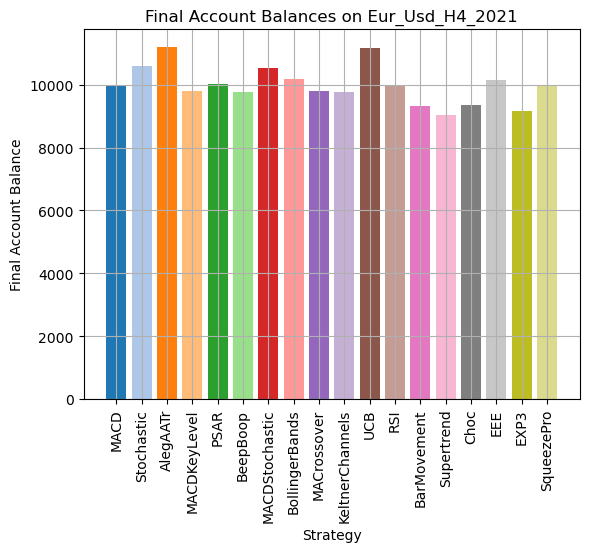 Final Account Balances on Eur_Usd_H4_2021
Final Account Balance
10000
8000
6000
4000
2000
0
MACD
Stochastic
AlegAATr
MACDKeyLevel
PSAR
BeepBoop
MACDStochastic
BollingerBands
MACrossover
KeltnerChannels
UCB
RSI
BarMovement
Supertrend
Choc
EEE
EXP3
SqueezePro
Strategy